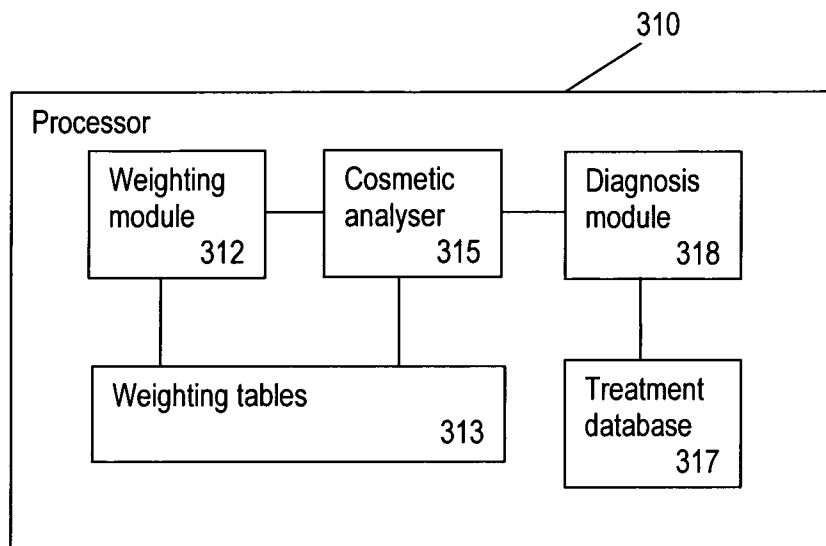 310
Processor
Weighting
module
312
Cosmetic
analyser
315
Diagnosis
module
318
Weighting tables
313
Treatment
database
317